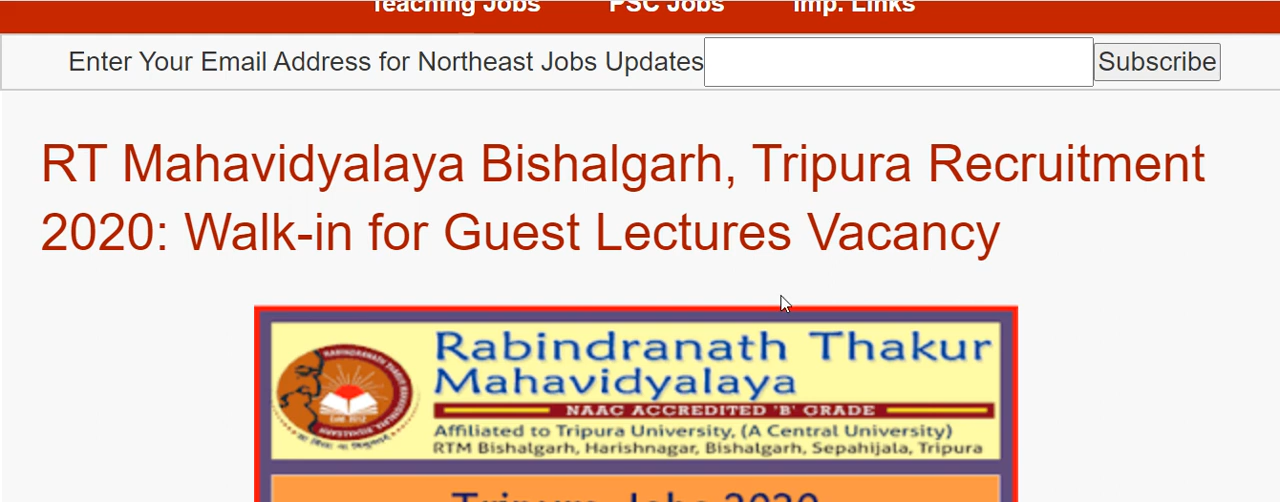 Teaching Jobs PSC Jobs Imp. Links
Enter Your Email Address for Northeast Jobs Updates Subscribe
RT Mahavidyalaya Bishalgarh, Tripura Recruitment
2020: Walk-in for Guest Lectures Vacancy
Rabindranath Thakur
Mahavidyalaya
NAAC ACCREDITED 'B' GRADE
Affiliated to Tripura University, (A Central University)
RTM Bishalgarh, Harishnagar, Bishalgarh, Sepahijala, Tripura
Tripura Jobs 2020